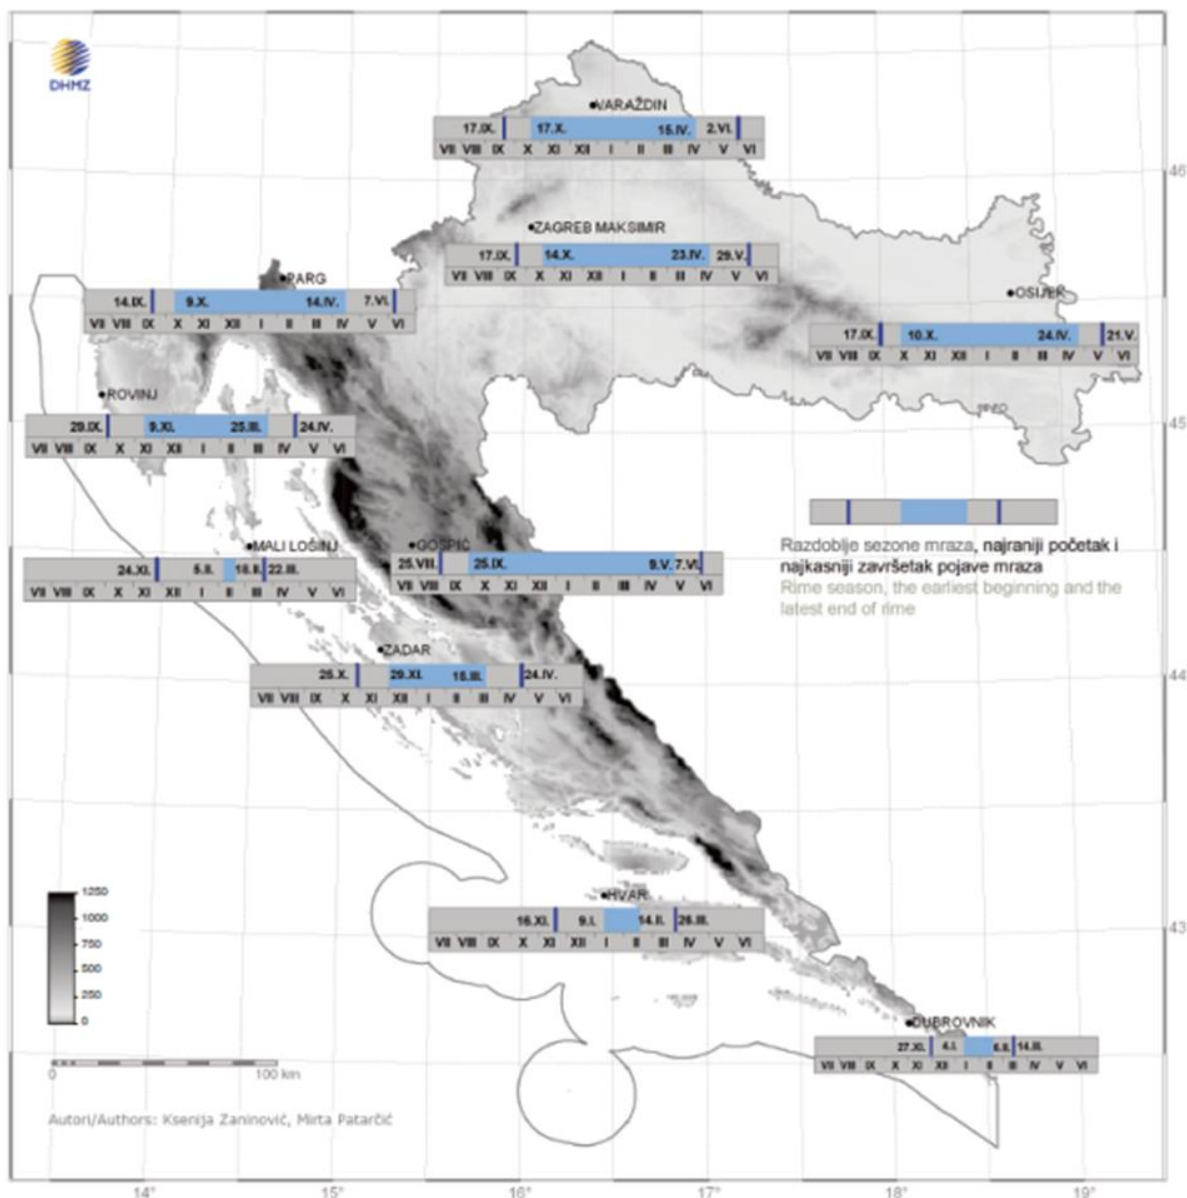 DHMZ
VARAŽDIN
17.IX. 17.X. 15.IV. 2.VI.
VII VIII IX X XI XII I II III IV V VI
46
ZAGREB MAKSIMIR
17.IX. 14.X. 23.IV. 29.V.
VII VIII IX X XI XII I II III IV V VI
PARG
14.IX. 9.X. 14.IV. 7.VI.
VII VIII IX X XI XII I II III IV V VI
OSIJEK
17.IX. 10.X. 24.IV. 21.V.
VII VIII IX X XI XII I II III IV V VI
ROVINJ
29.IX. 9.XI. 25.III. 24.IV.
VII VIII IX X XI XII I II III IV V VI
45
Razdoblje sezone mraza, najraniji početak i
najkasniji završetak pojave mraza
Rime season, the earliest beginning and the
latest end of rime
MALI LOŠINJ
24.XI. 5.II. 18.II. 22.III.
VII VIII IX X XI XII I II III IV V VI
GOSPIĆ
25.VIII. 25.IX. 9.V. 7.VI.
VII VIII IX X XI XII I II III IV V VI
ZADAR
25.X. 29.XI. 15.III. 24.IV.
VII VIII IX X XI XII I II III IV V VI
44
HVAR
16.XI. 9.I. 14.II. 26.III.
VII VIII IX X XI XII I II III IV V VI
43
1250
1000
750
500
250
0
DUBROVNIK
27.XI. 4.I. 6.II. 14.III.
VII VIII IX X XI XII I II III IV V VI
0 100 km
Autori/Authors: Ksenija Zaninović, Mirta Patarčić
14° 15° 16° 17° 18° 19°